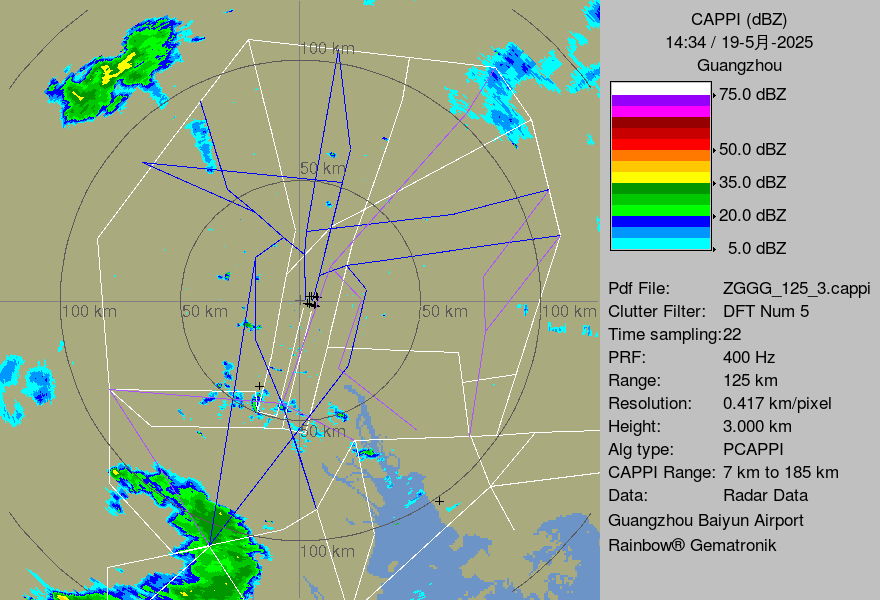 CAPPI (dBZ)
14:34 / 19-5月-2025
Guangzhou
75.0 dBZ
50.0 dBZ
35.0 dBZ
20.0 dBZ
5.0 dBZ
Pdf File: ZGGG_125_3.cappi
Clutter Filter: DFT Num 5
Time sampling:22
PRF: 400 Hz
Range: 125 km
Resolution: 0.417 km/pixel
Height: 3.000 km
Alg type: PCAPPI
CAPPI Range: 7 km to 185 km
Data: Radar Data
Guangzhou Baiyun Airport
Rainbow® Gematronik
100 km
50 km
100 km
50 km
50 km
100 km
50 km
100 km